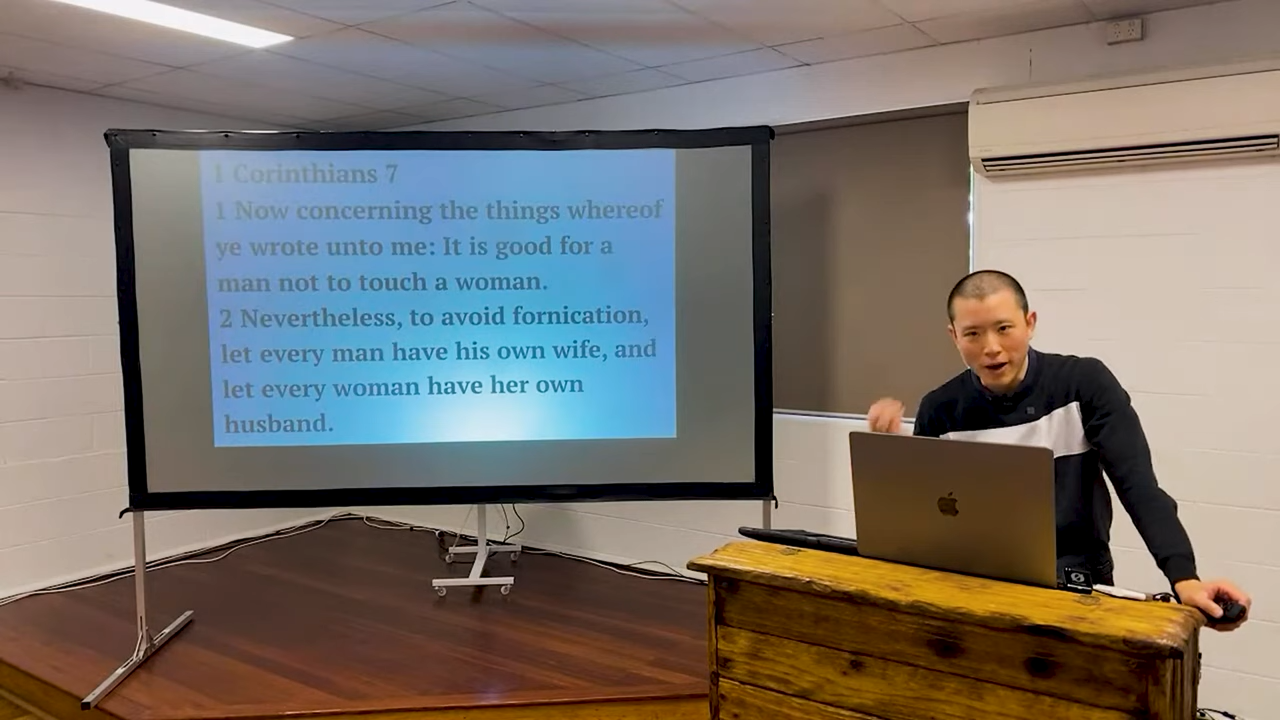 1 Corinthians 7
1 Now concerning the things whereof
ye wrote unto me: It is good for a
man not to touch a woman.
2 Nevertheless, to avoid fornication,
let every man have his own wife, and
let every woman have her own
husband.